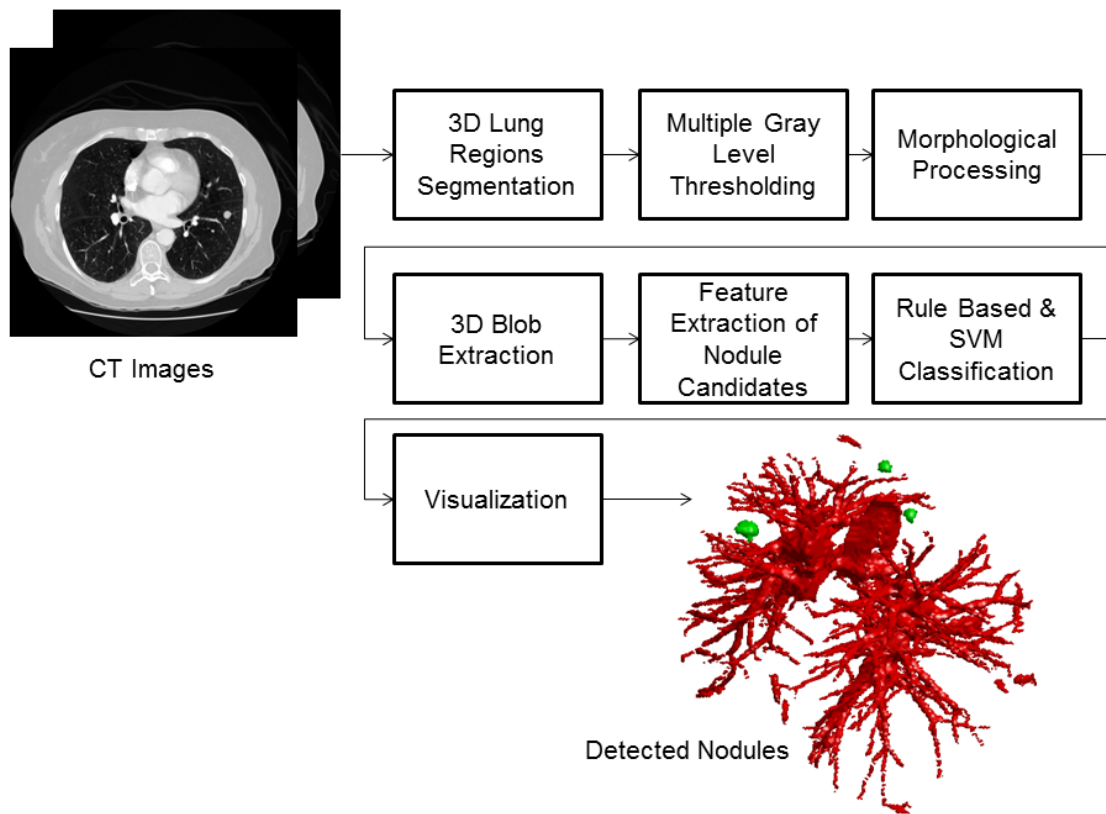 3D Lung
Regions
Segmentation
Multiple Gray
Level
Thresholding
Morphological
Processing
CT Images
3D Blob
Extraction
Feature
Extraction of
Nodule
Candidates
Rule Based &
SVM
Classification
Visualization
Detected Nodules